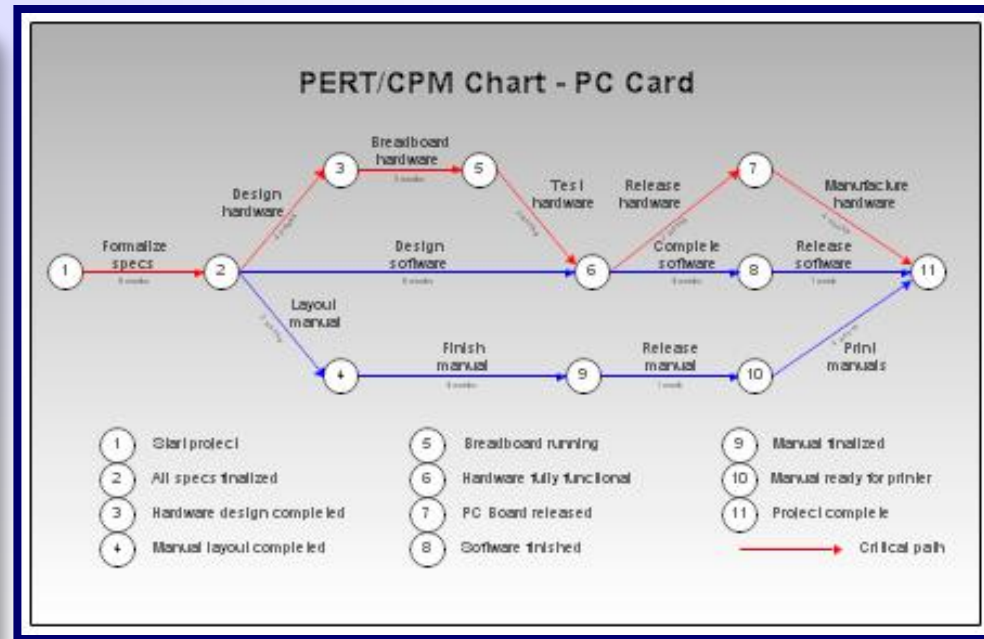 PERT/CPM Chart - PC Card
Breadboard
hardware
3
5
7
Design
hardware
Test
hardware
Release
hardware
Manufacture
hardware
Formalize
specs
Design
software
Complete
software
Release
software
1
2
6
8
11
Layout
manual
Finish
manual
Release
manual
Print
manuals
1 week
1 week
4
9
10
1 Start project
2 All specs finalized
3 Hardware design completed
4 Manual layout completed
5 Breadboard running
6 Hardware fully functional
7 PC Board released
8 Software finished
9 Manual finalized
10 Manual ready for printer
11 Project complete
Critical path